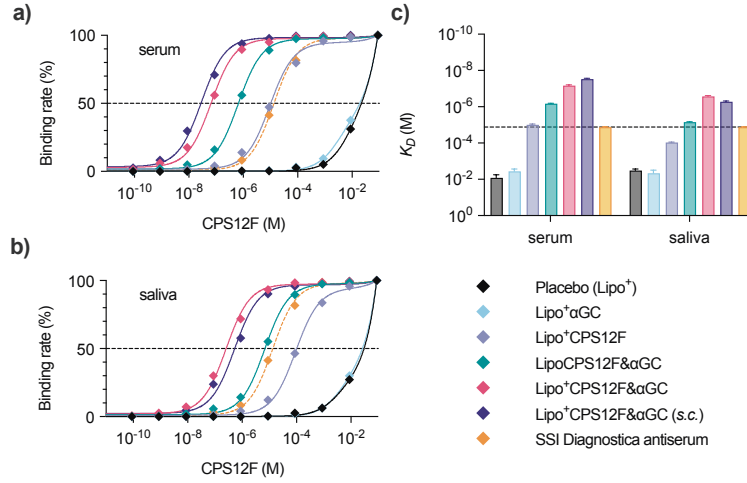 a)
serum
Binding rate (%)
100
50
0
10⁻¹⁰ 10⁻⁸ 10⁻⁶ 10⁻⁴ 10⁻²
CPS12F (M)
b)
saliva
Binding rate (%)
100
50
0
10⁻¹⁰ 10⁻⁸ 10⁻⁶ 10⁻⁴ 10⁻²
CPS12F (M)
c)
K_D (M)
10⁻¹⁰
10⁻⁸
10⁻⁶
10⁻⁴
10⁻²
10⁰
serum saliva
Placebo (Lipo⁺)
Lipo⁺αGC
Lipo⁺CPS12F
LipoCPS12F&αGC
Lipo⁺CPS12F&αGC
Lipo⁺CPS12F&αGC (s.c.)
SSI Diagnostica antiserum